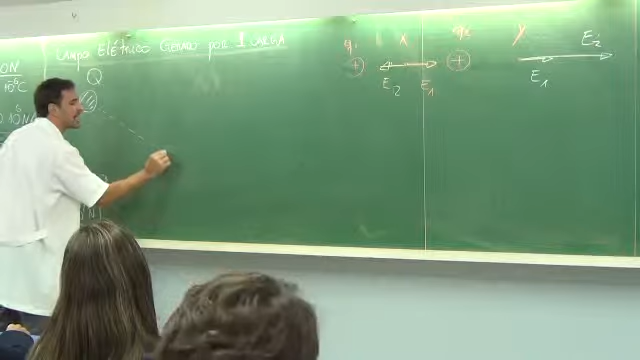 CAMPO ELÉTRICO GERADO POR 1 CARGA
Q
q₁ + x q₂ + y
E₂ E₁
E₁ E₂